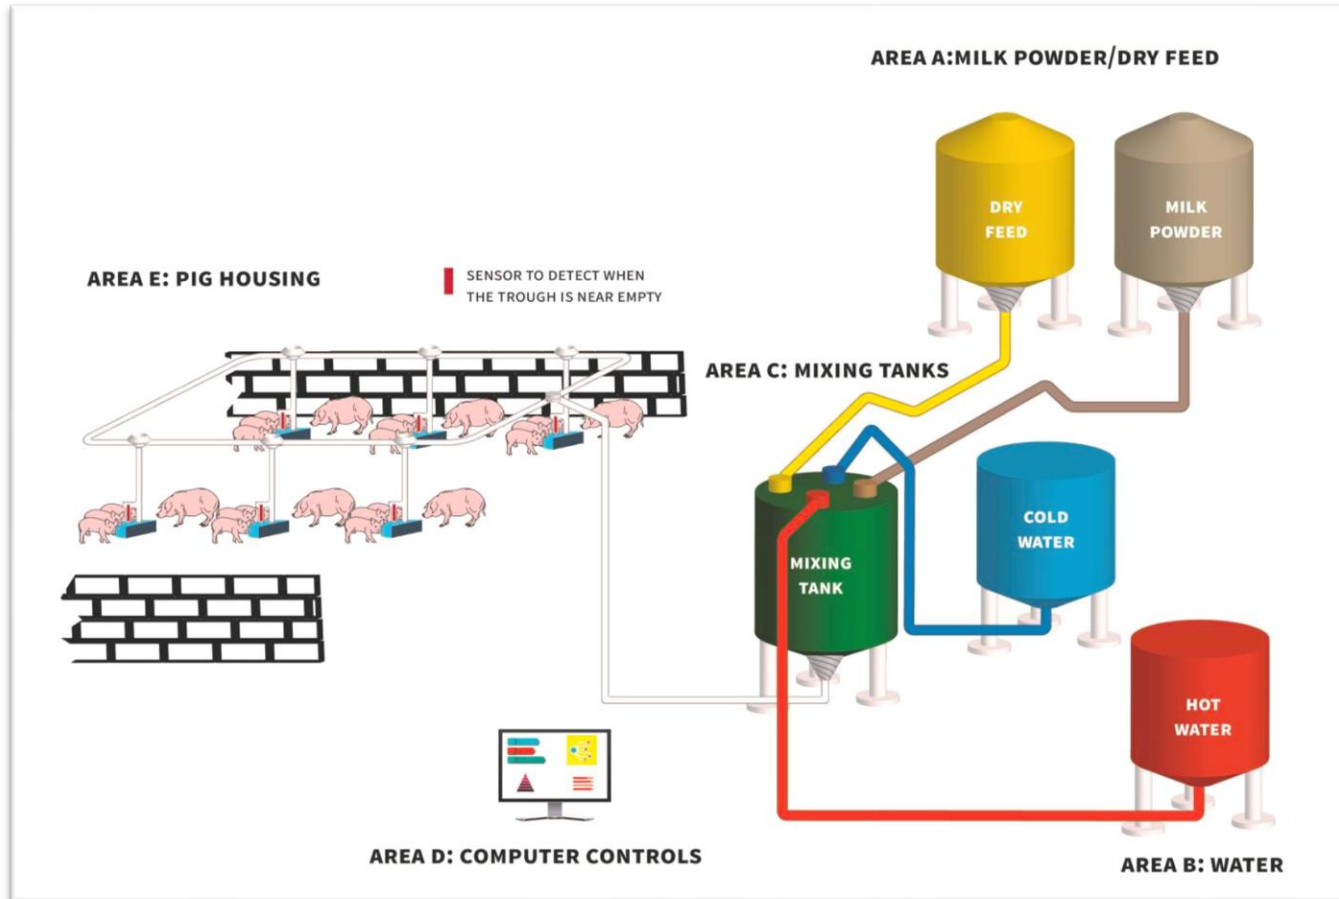 AREA A:MILK POWDER/DRY FEED
DRY
FEED
MILK
POWDER
AREA E: PIG HOUSING
SENSOR TO DETECT WHEN
THE TROUGH IS NEAR EMPTY
AREA C: MIXING TANKS
COLD
WATER
MIXING
TANK
HOT
WATER
AREA D: COMPUTER CONTROLS
AREA B: WATER